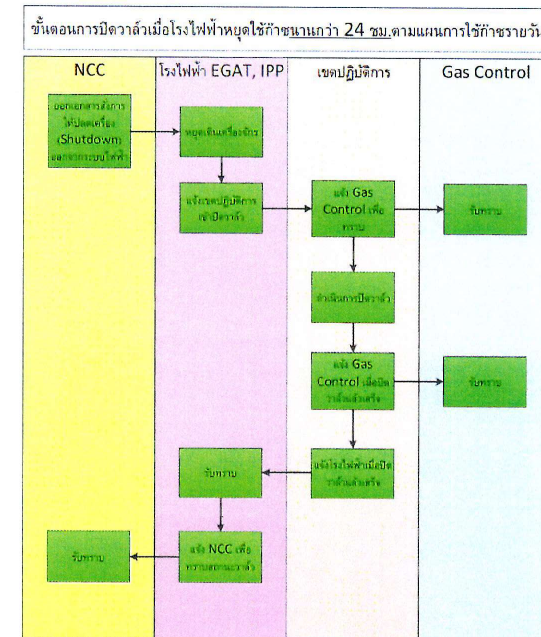 ขั้นตอนการปิดวาล์วเมื่อโรงไฟฟ้าหยุดใช้ก๊าซนานกว่า 24 ชม.ตามแผนการใช้ก๊าซรายวัน
NCC
โรงไฟฟ้า EGAT, IPP
เขตปฏิบัติการ
Gas Control
ออกเอกสารสั่งการ
ให้ปลดเครื่อง
(Shutdown)
ออกจากระบบไฟฟ้า
หยุดเดินเครื่องจักร
แจ้งเขตปฏิบัติการ
เข้าปิดวาล์ว
แจ้ง Gas
Control เพื่อ
ทราบ
รับทราบ
ดำเนินการปิดวาล์ว
แจ้ง Gas
Control เมื่อปิด
วาล์วแล้วเสร็จ
รับทราบ
แจ้งโรงไฟฟ้าเมื่อปิด
วาล์วแล้วเสร็จ
รับทราบ
แจ้ง NCC เพื่อ
ทราบสถานะวาล์ว
รับทราบ